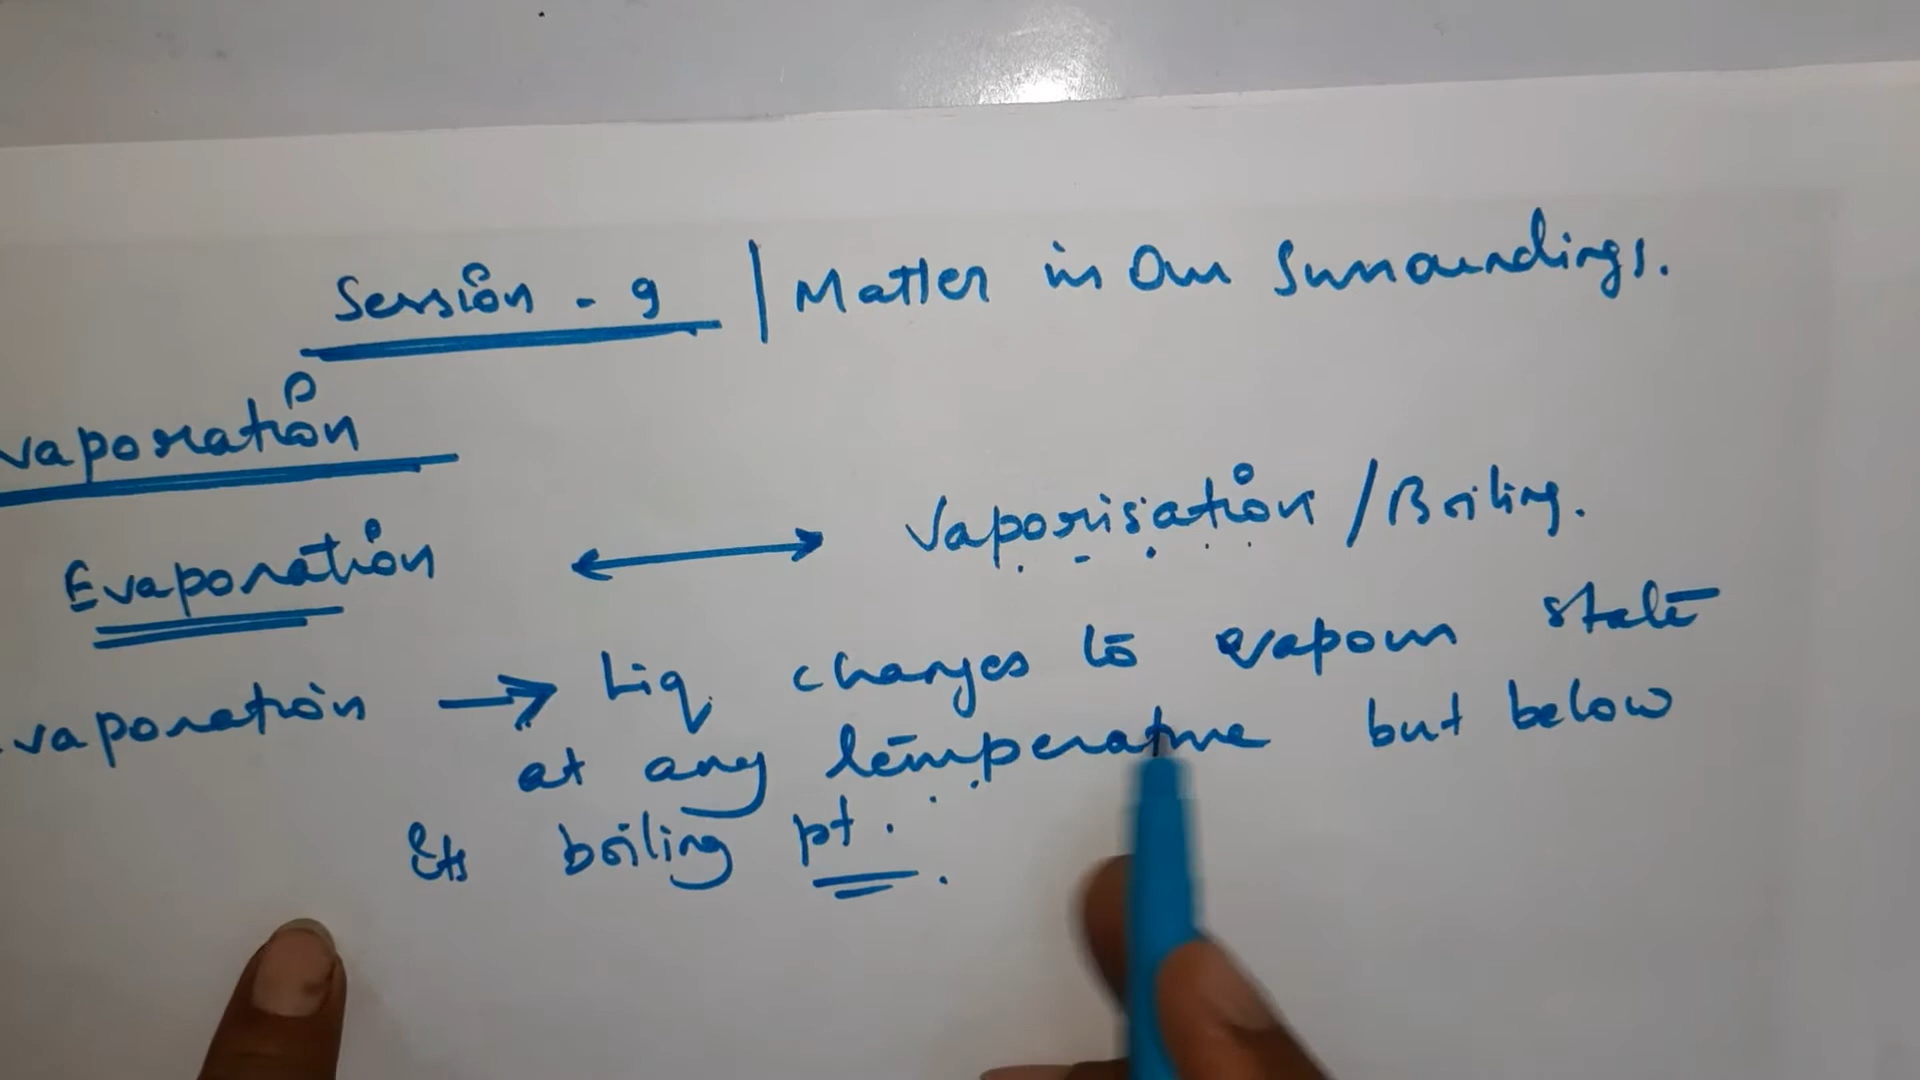 Session - 9 | Matter in Our Surroundings.
vaporation
Evaporation ↔ Vaporisation / Boiling.
vaporation → Liq. changes to vapour state
at any temperature but below
its boiling pt.